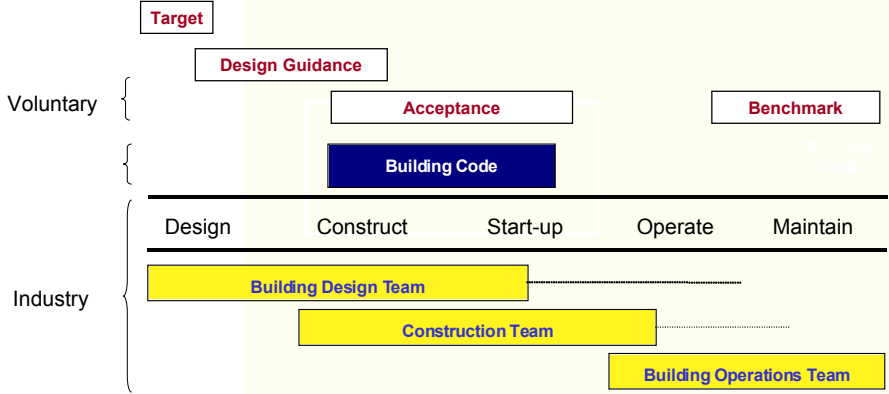 Target
Design Guidance
Voluntary
Acceptance
Benchmark
Building Code
Design
Construct
Start-up
Operate
Maintain
Building Design Team
Industry
Construction Team
Building Operations Team